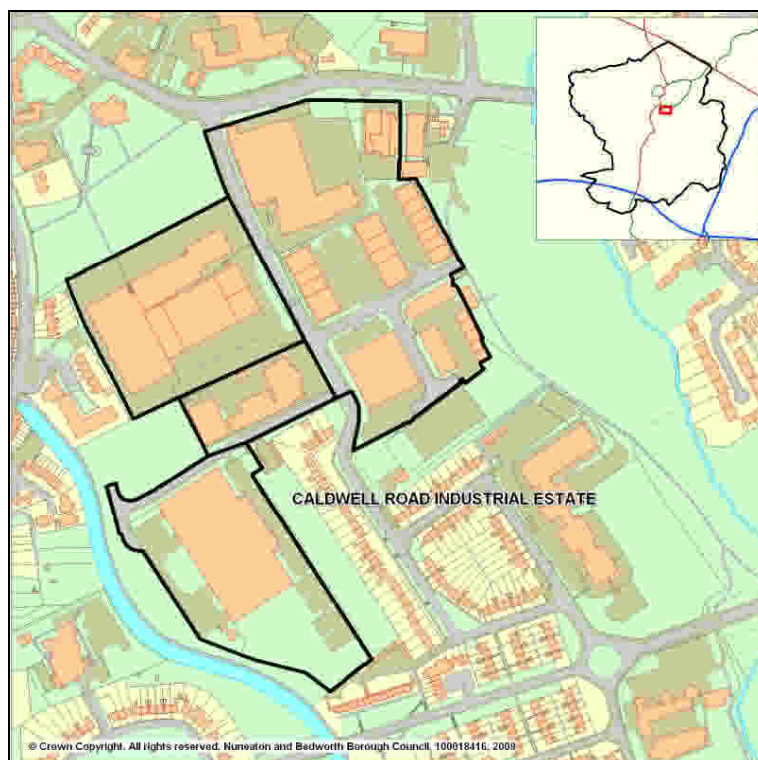 CALDWELL ROAD INDUSTRIAL ESTATE
© Crown Copyright. All rights reserved. Nuneaton and Bedworth Borough Council. 100018416. 2009